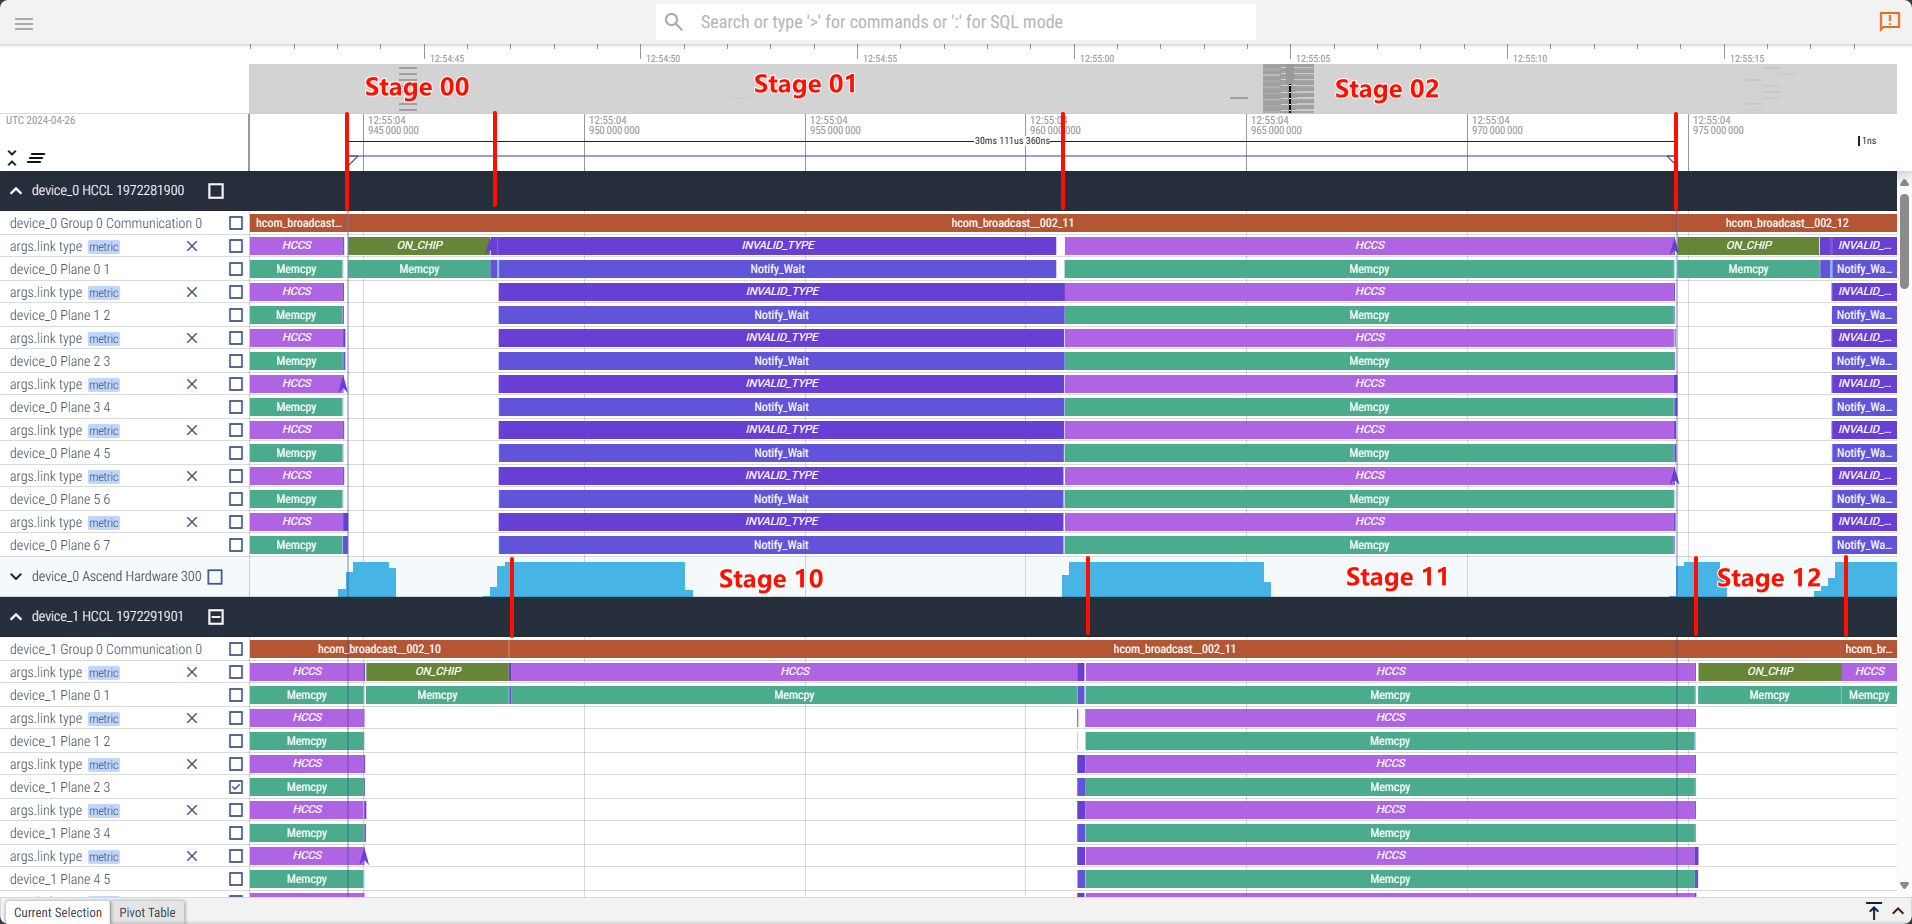 Search or type '>' for commands or ':' for SQL mode
12:54:45 12:54:50 12:54:55 12:55:00 12:55:05 12:55:10 12:55:15
Stage 00 Stage 01 Stage 02
UTC 2024-04-26 12:55:04 12:55:04 12:55:04 12:55:04 12:55:04 12:55:04 12:55:04
945 000 000 950 000 000 955 000 000 960 000 000 965 000 000 970 000 000 975 000 000
30ms 111us 360ns 1ns
device_0 HCCL 1972281900
device_0 Group 0 Communication 0 hcom_broadcast... hcom_broadcast__002_11 hcom_broadcast__002_12
args.link type metric HCCS ON_CHIP INVALID_TYPE HCCS ON_CHIP INVALID_...
device_0 Plane 0 1 Memcpy Memcpy Notify_Wait Memcpy Memcpy Notify_Wa...
args.link type metric HCCS INVALID_TYPE HCCS INVALID_...
device_0 Plane 1 2 Memcpy Notify_Wait Memcpy Notify_Wa...
args.link type metric HCCS INVALID_TYPE HCCS INVALID_...
device_0 Plane 2 3 Memcpy Notify_Wait Memcpy Notify_Wa...
args.link type metric HCCS INVALID_TYPE HCCS INVALID_...
device_0 Plane 3 4 Memcpy Notify_Wait Memcpy Notify_Wa...
args.link type metric HCCS INVALID_TYPE HCCS INVALID_...
device_0 Plane 4 5 Memcpy Notify_Wait Memcpy Notify_Wa...
args.link type metric HCCS INVALID_TYPE HCCS INVALID_...
device_0 Plane 5 6 Memcpy Notify_Wait Memcpy Notify_Wa...
args.link type metric HCCS INVALID_TYPE HCCS INVALID_...
device_0 Plane 6 7 Memcpy Notify_Wait Memcpy Notify_Wa...
device_0 Ascend Hardware 300 Stage 10 Stage 11 Stage 12
device_1 HCCL 1972291901
device_1 Group 0 Communication 0 hcom_broadcast__002_10 hcom_broadcast__002_11 hcom_br...
args.link type metric HCCS ON_CHIP HCCS HCCS ON_CHIP HCCS
device_1 Plane 0 1 Memcpy Memcpy Memcpy Memcpy Memcpy Memcpy
args.link type metric HCCS HCCS
device_1 Plane 1 2 Memcpy Memcpy
args.link type metric HCCS HCCS
device_1 Plane 2 3 Memcpy Memcpy
args.link type metric HCCS HCCS
device_1 Plane 3 4 Memcpy Memcpy
args.link type metric HCCS HCCS
device_1 Plane 4 5 Memcpy Memcpy
Current Selection Pivot Table